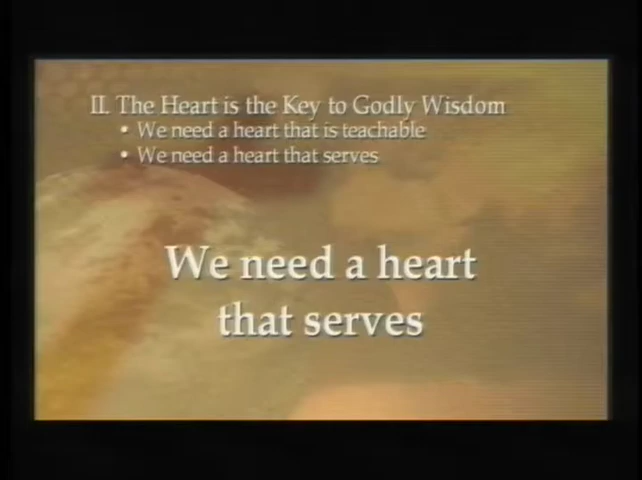 II. The Heart is the Key to Godly Wisdom
• We need a heart that is teachable
• We need a heart that serves
We need a heart
that serves